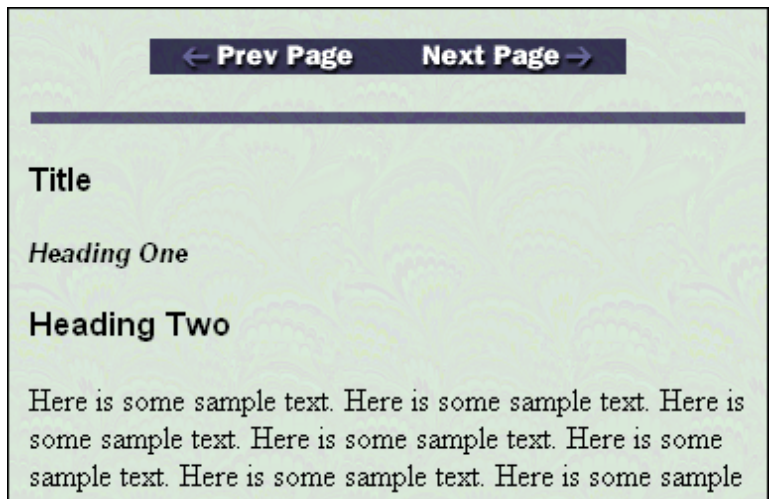 ← Prev Page Next Page →
Title
Heading One
Heading Two
Here is some sample text. Here is some sample text. Here is
some sample text. Here is some sample text. Here is some
sample text. Here is some sample text. Here is some sample